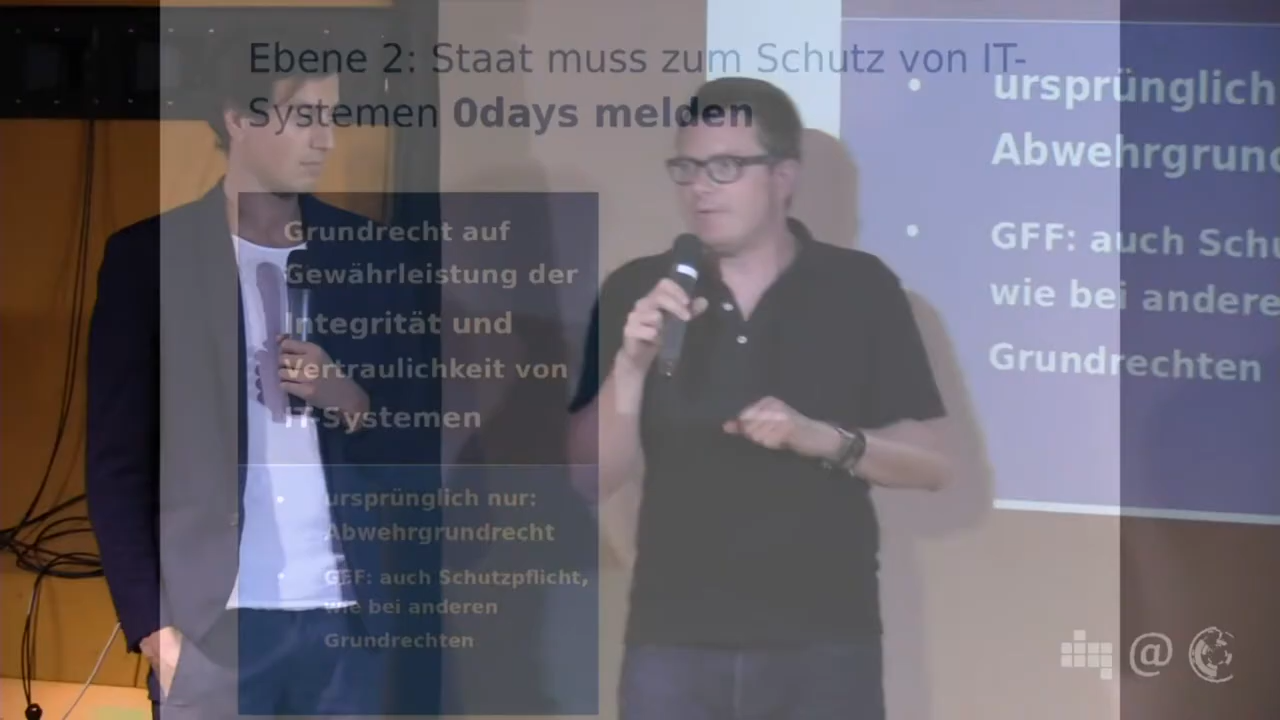 Ebene 2: Staat muss zum Schutz von IT-
Systemen 0days melden
Grundrecht auf
Gewährleistung der
Integrität und
Vertraulichkeit von
IT-Systemen
• ursprünglich nur:
Abwehrgrundrecht
• GFF: auch Schutzpflicht,
wie bei anderen
Grundrechten
• ursprünglich
Abwehrgrund
• GFF: auch Schu
wie bei andere
Grundrechten
@